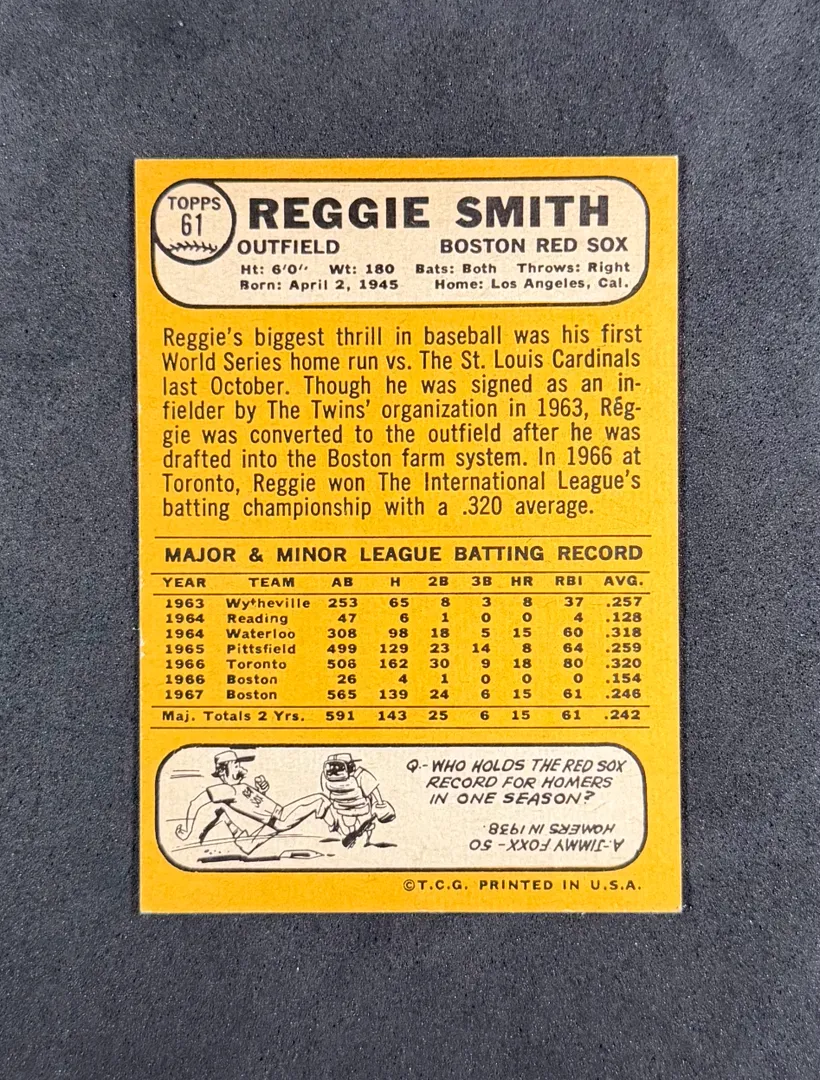 TOPPS
61
REGGIE SMITH
OUTFIELD BOSTON RED SOX
Ht: 6'0" Wt: 180 Bats: Both Throws: Right
Born: April 2, 1945 Home: Los Angeles, Cal.
Reggie's biggest thrill in baseball was his first
World Series home run vs. The St. Louis Cardinals
last October. Though he was signed as an in-
fielder by The Twins' organization in 1963, Reg-
gie was converted to the outfield after he was
drafted into the Boston farm system. In 1966 at
Toronto, Reggie won The International League's
batting championship with a .320 average.
MAJOR & MINOR LEAGUE BATTING RECORD
YEAR TEAM AB H 2B 3B HR RBI AVG.
1963 Wytheville 253 65 8 3 8 37 .257
1964 Reading 47 6 1 0 0 4 .128
1964 Waterloo 308 98 18 5 15 60 .318
1965 Pittsfield 499 129 23 14 8 64 .259
1966 Toronto 506 162 30 9 18 80 .320
1966 Boston 26 4 1 0 0 0 .154
1967 Boston 565 139 24 6 15 61 .246
Maj. Totals 2 Yrs. 591 143 25 6 15 61 .242
Q-WHO HOLDS THE RED SOX
RECORD FOR HOMERS
IN ONE SEASON?
A-JIMMY FOXX-50
HOMERS IN 1938.
©T.C.G. PRINTED IN U.S.A.